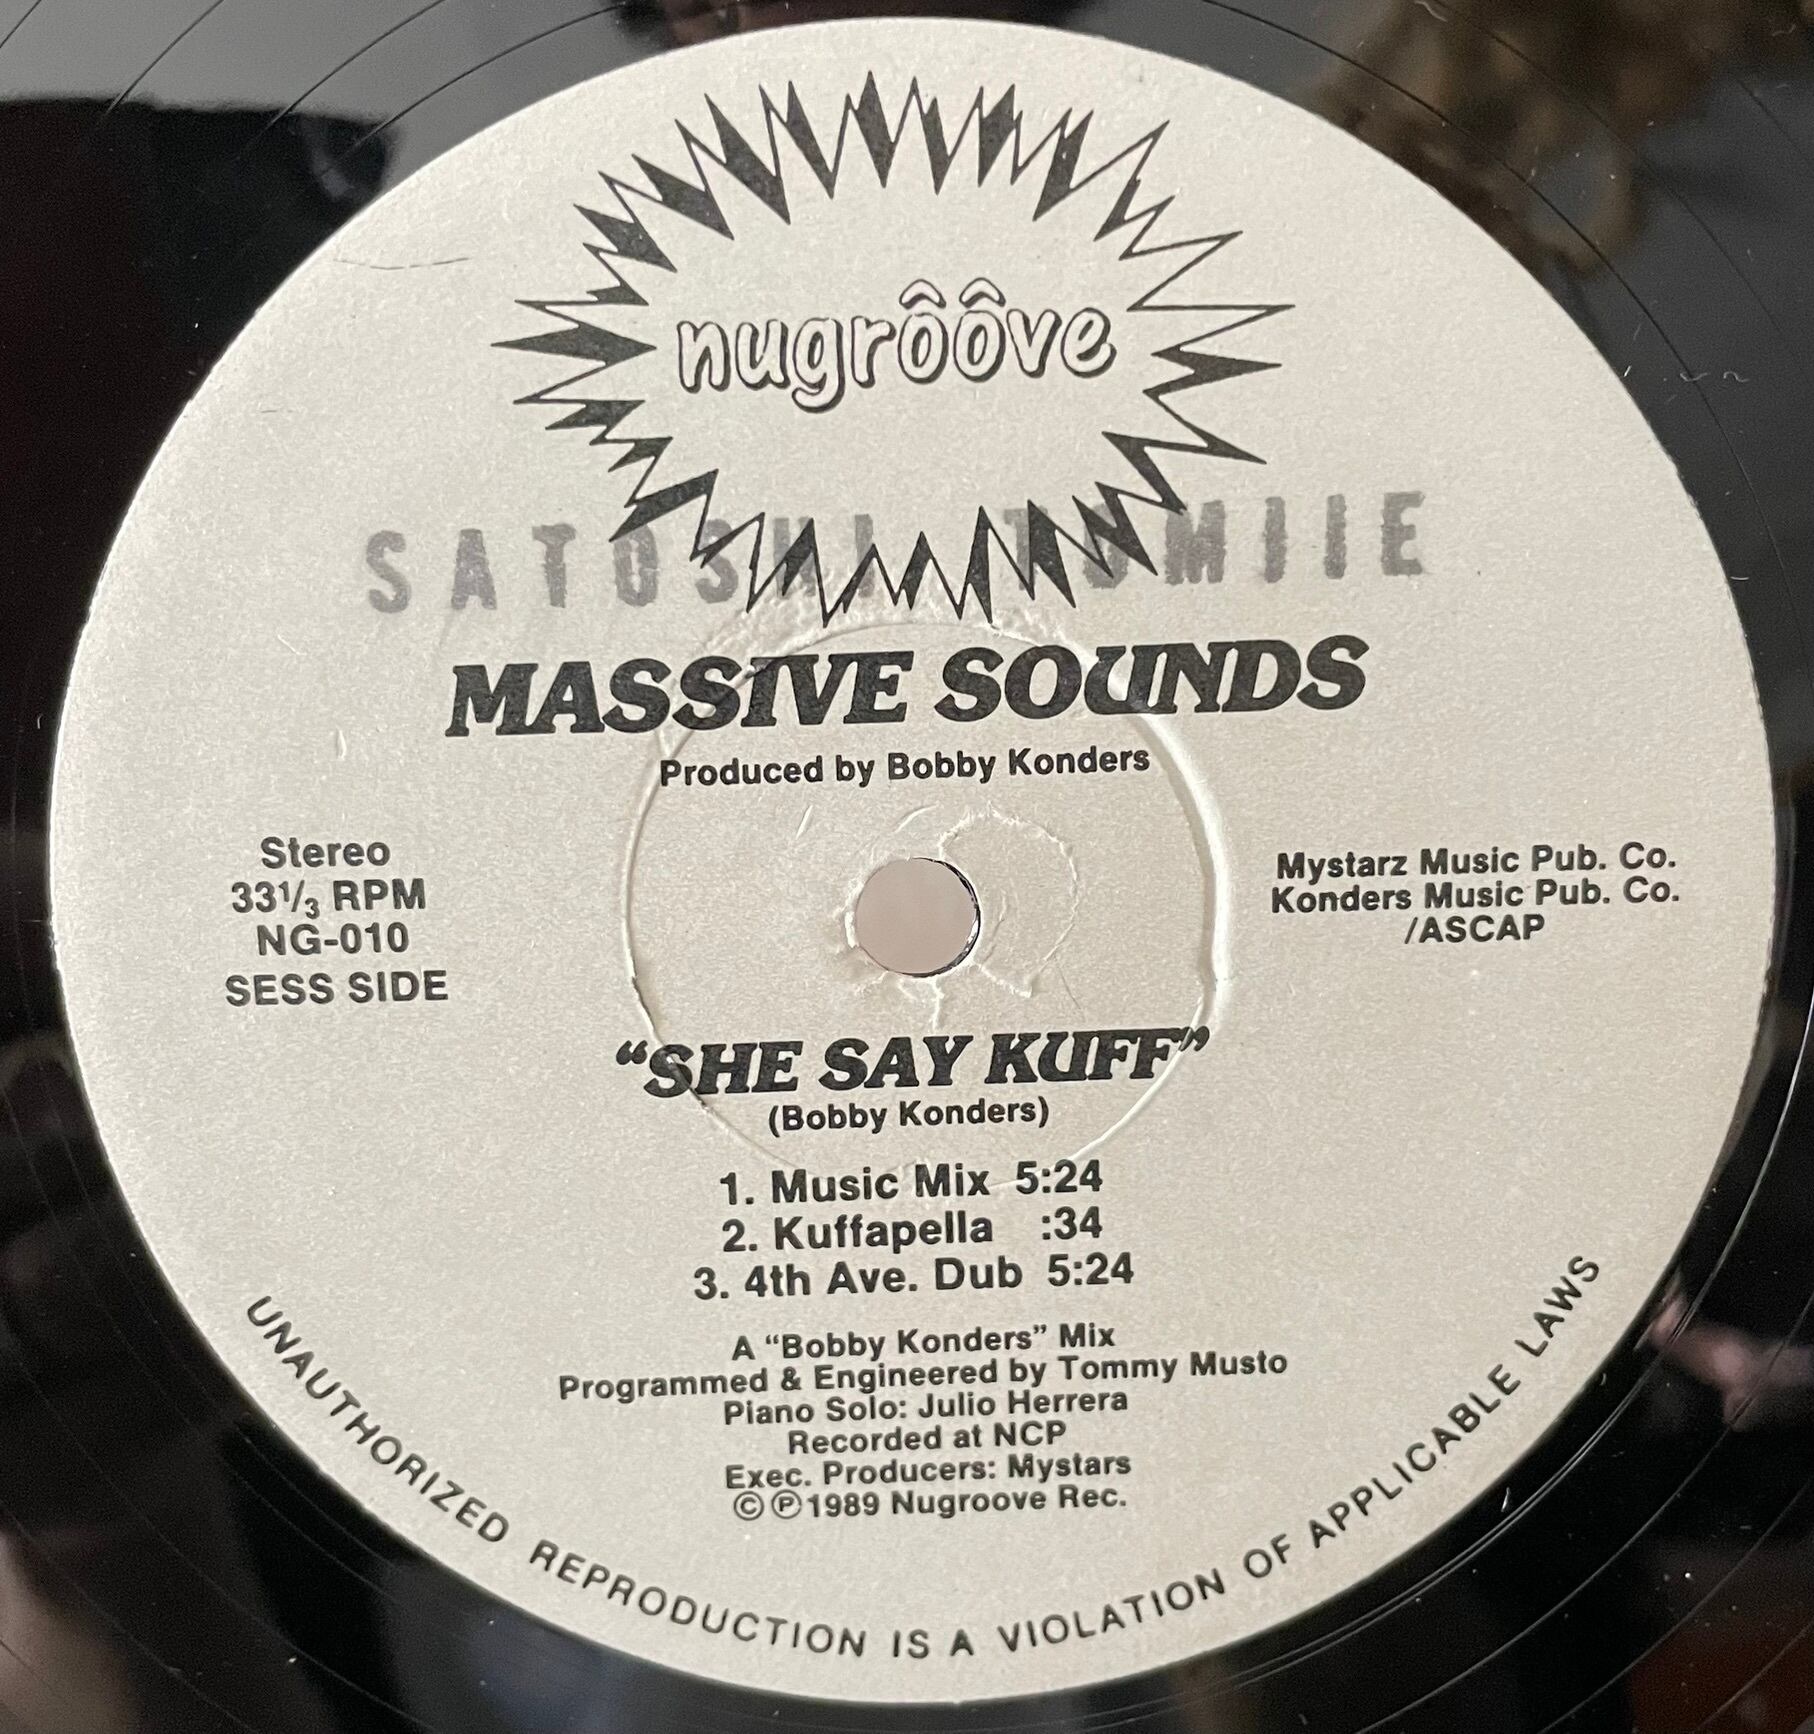 nugrôôve
SATOSHI TOMIIE
MASSIVE SOUNDS
Produced by Bobby Konders
Stereo
33 1/3 RPM
NG-010
SESS SIDE
Mystarz Music Pub. Co.
Konders Music Pub. Co.
/ASCAP
“SHE SAY KUFF”
(Bobby Konders)
1. Music Mix 5:24
2. Kuffapella :34
3. 4th Ave. Dub 5:24
A “Bobby Konders” Mix
Programmed & Engineered by Tommy Musto
Piano Solo: Julio Herrera
Recorded at NCP
Exec. Producers: Mystars
©℗1989 Nugroove Rec.
UNAUTHORIZED REPRODUCTION IS A VIOLATION OF APPLICABLE LAWS